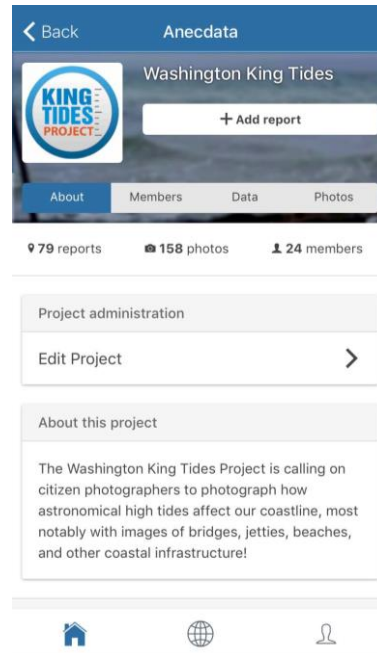 Back
Anecdata
KING
TIDES
PROJECT
Washington King Tides
+ Add report
About
Members
Data
Photos
79 reports
158 photos
24 members
Project administration
Edit Project
About this project
The Washington King Tides Project is calling on
citizen photographers to photograph how
astronomical high tides affect our coastline, most
notably with images of bridges, jetties, beaches,
and other coastal infrastructure!